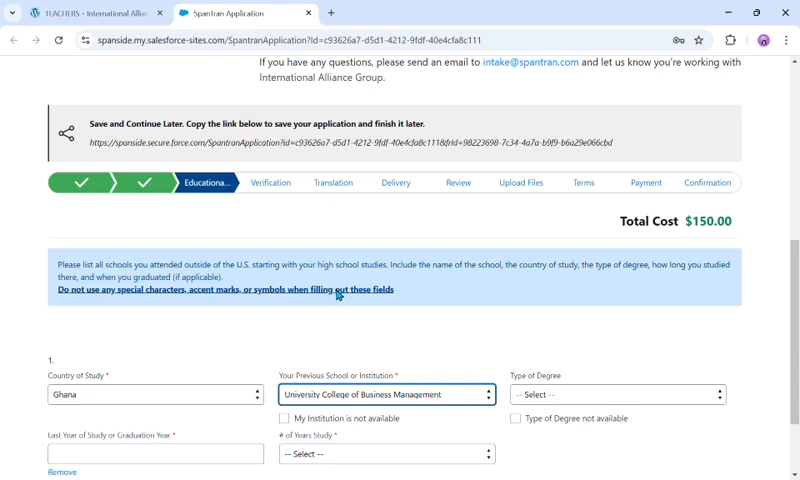 TEACHERS - International Allian
SpanTran Application
spanside.my.salesforce-sites.com/SpantranApplication?Id=c93626a7-d5d1-4212-9fdf-40e4cfa8c111
If you have any questions, please send an email to intake@spantran.com and let us know you're working with
International Alliance Group.
Save and Continue Later. Copy the link below to save your application and finish it later.
https://spanside.secure.force.com/SpantranApplication?id=c93626a7-d5d1-4212-9fdf-40e4cfa8c111&frId=98223698-7c34-4a7a-b9f9-b6a29e066cbd
Educationa... Verification Translation Delivery Review Upload Files Terms Payment Confirmation
Total Cost $150.00
Please list all schools you attended outside of the U.S. starting with your high school studies. Include the name of the school, the country of study, the type of degree, how long you studied
there, and when you graduated (if applicable).
Do not use any special characters, accent marks, or symbols when filling out these fields
1.
Country of Study * Your Previous School or Institution * Type of Degree
Ghana University College of Business Management -- Select --
My Institution is not available Type of Degree not available
Last Year of Study or Graduation Year * # of Years Study *
-- Select --
Remove